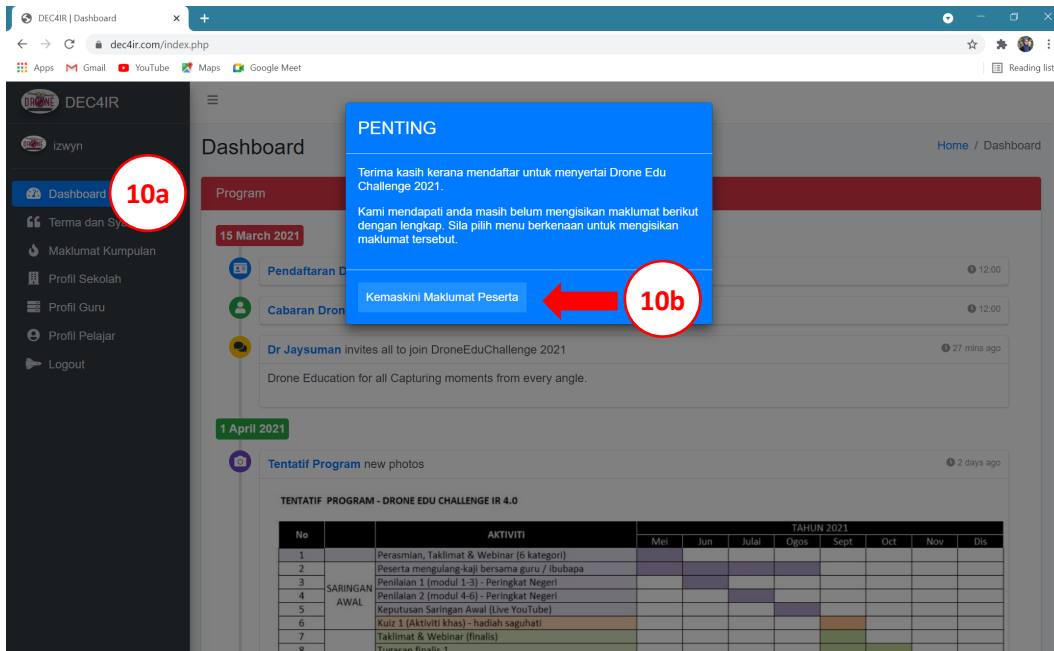 DEC4IR | Dashboard
dec4ir.com/index.php
Apps Gmail YouTube Maps Google Meet Reading list
DRONE DEC4IR
izwyn
Dashboard
10a
Terma dan Sy
Maklumat Kumpulan
Profil Sekolah
Profil Guru
Profil Pelajar
Logout
Dashboard
Home / Dashboard
PENTING
Terima kasih kerana mendaftar untuk menyertai Drone Edu
Challenge 2021.
Kami mendapati anda masih belum mengisikan maklumat berikut
dengan lengkap. Sila pilih menu berkenaan untuk mengisikan
maklumat tersebut.
Kemaskini Maklumat Peserta
10b
Program
15 March 2021
Pendaftaran D
12:00
Cabaran Dron
12:00
Dr Jaysuman invites all to join DroneEduChallenge 2021
27 mins ago
Drone Education for all Capturing moments from every angle.
1 April 2021
Tentatif Program new photos
2 days ago
TENTATIF PROGRAM - DRONE EDU CHALLENGE IR 4.0
No AKTIVITI TAHUN 2021
Mei Jun Julai Ogos Sept Oct Nov Dis
1 Perasmian, Taklimat & Webinar (6 kategori)
2 Peserta mengulang-kaji bersama guru / ibubapa
3 Penilaian 1 (modul 1-3) - Peringkat Negeri
SARINGAN AWAL
4 Penilaian 2 (modul 4-6) - Peringkat Negeri
5 Keputusan Saringan Awal (Live YouTube)
6 Kuiz 1 (Aktiviti khas) - hadiah saguhati
7 Taklimat & Webinar (finalis)
8 Tugasan finalis 1